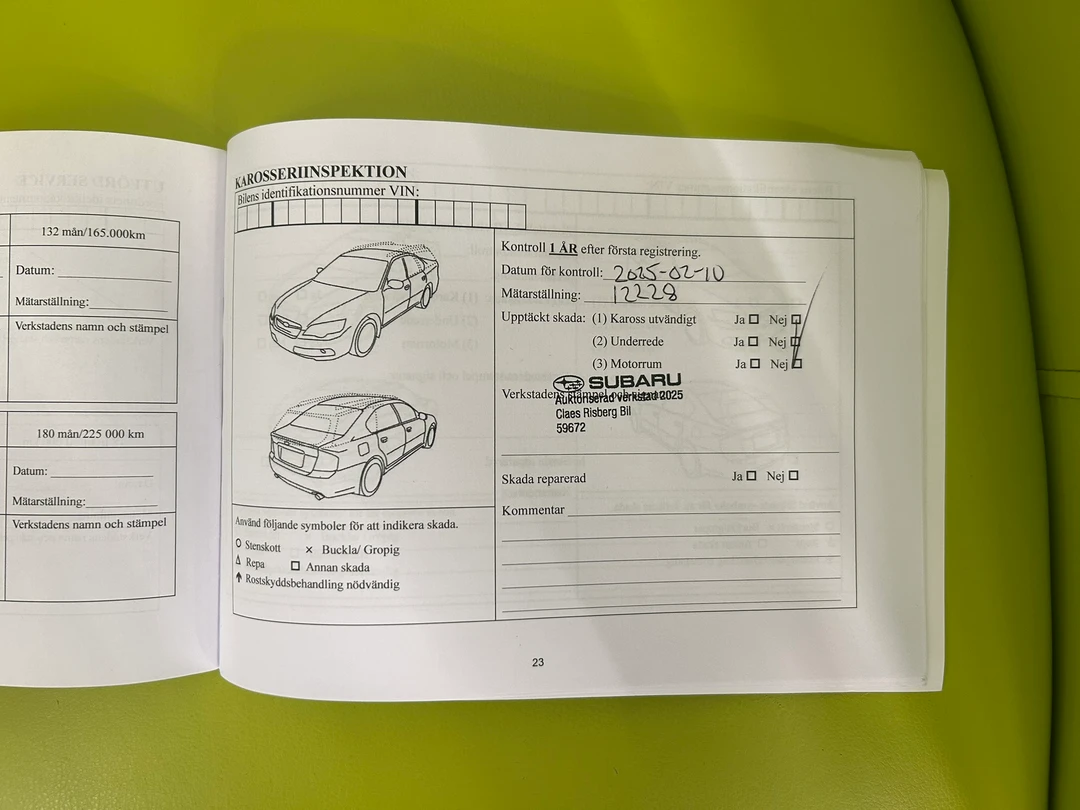 132 mån/165.000km
Datum:
Mätarställning:
Verkstadens namn och stämpel
180 mån/225 000 km
Datum:
Mätarställning:
Verkstadens namn och stämpel
KAROSSERIINSPEKTION
Bilens identifikationsnummer VIN:
Använd följande symboler för att indikera skada.
O Stenskott × Buckla/ Gropig
Δ Repa □ Annan skada
↑ Rostskyddsbehandling nödvändig
Kontroll 1 ÅR efter första registrering.
Datum för kontroll: 2025-02-10
Mätarställning: 12228
Upptäckt skada: (1) Kaross utvändigt Ja □ Nej □
(2) Underrede Ja □ Nej □
(3) Motorrum Ja □ Nej □
SUBARU
Verkstadens stämpel och signatur
Auktoriserad verkstad 2025
Claes Risberg Bil
59672
Skada reparerad Ja □ Nej □
Kommentar
23